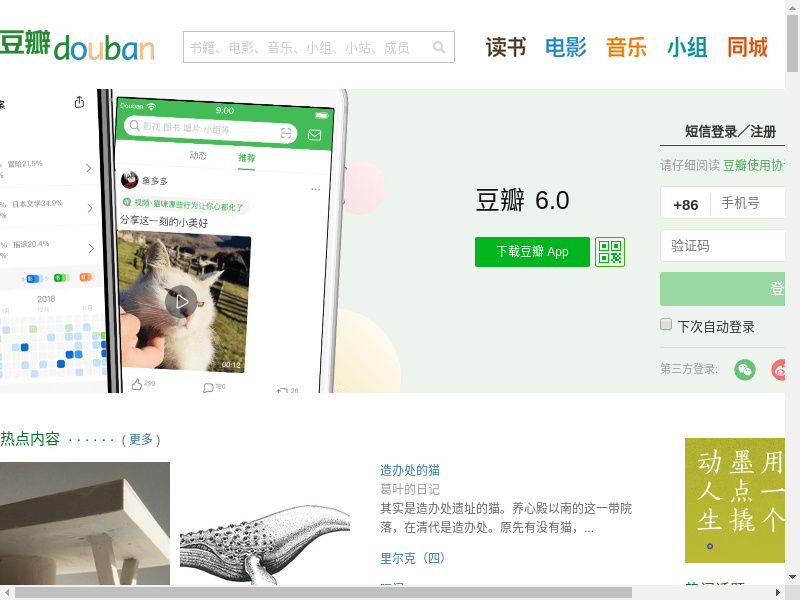 豆瓣douban
书籍、电影、音乐、小组、小站、成员
读书 电影 音乐 小组 同城
冒险21.5%
日本文学34.9%
摇滚20.4%
2018
Douban
9:00
影视 图书 唱片 小组等
动态
推荐
鱼多多
视频·猫咪哪些行为让你心都化了
分享这一刻的小美好
00:12
290
180
26
豆瓣 6.0
下载豆瓣 App
短信登录／注册
请仔细阅读 豆瓣使用协
+86 手机号
验证码
登
下次自动登录
第三方登录:
热点内容 · · · · · · ( 更多 )
造办处的猫
葛叶的日记
其实是造办处遗址的猫。养心殿以南的这一带院
落，在清代是造办处。原先有没有猫，...
里尔克（四）
动墨用
人点一
生撬个